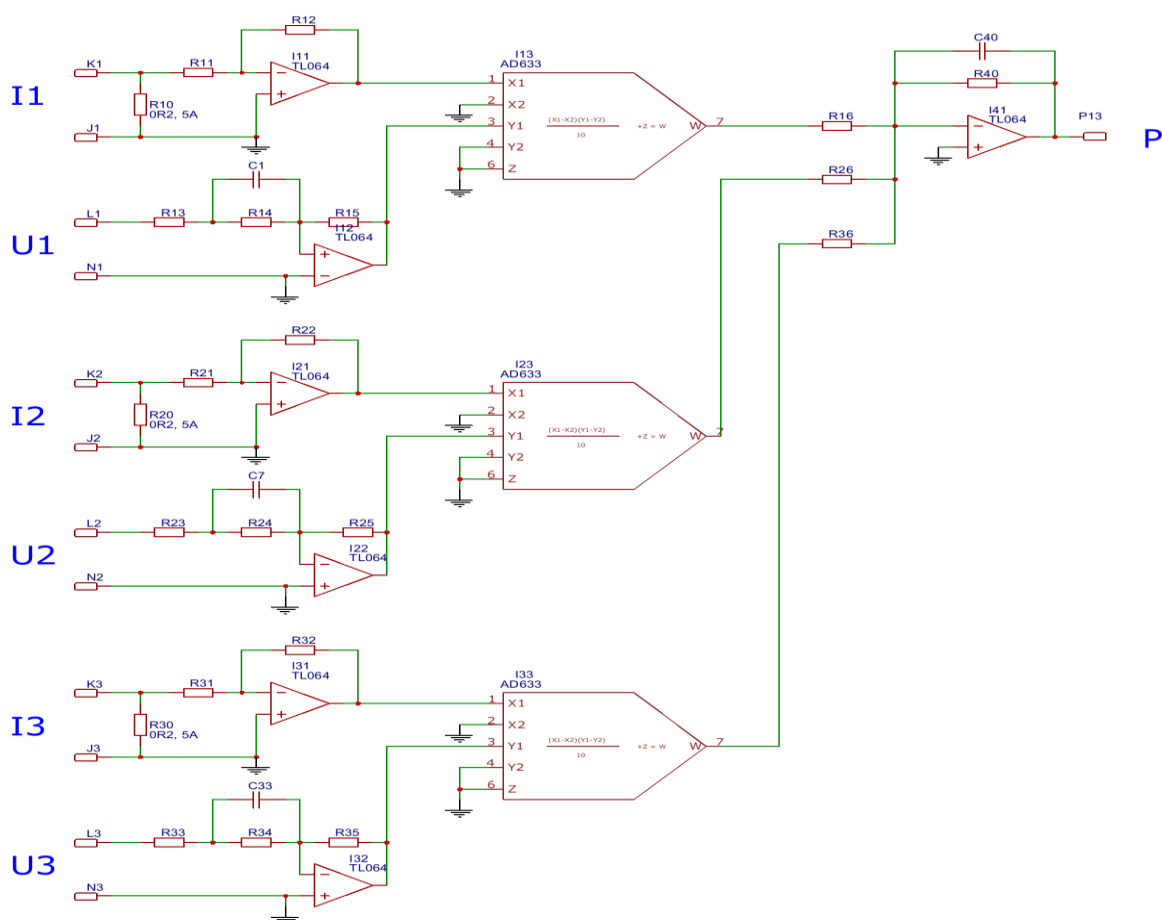 I1
K1
R11
R12
I11
TL064
R10
0R2, 5A
J1
I13
AD633
1 X1
2 X2
3 Y1
4 Y2
6 Z
(X1-X2)(Y1-Y2)
10
+Z = W
W 7
U1
L1
R13
C1
R14
R15
I12
TL064
N1
R16
R26
R36
C40
R40
I41
TL064
P13
P
I2
K2
R21
R22
I21
TL064
R20
0R2, 5A
J2
I23
AD633
1 X1
2 X2
3 Y1
4 Y2
6 Z
(X1-X2)(Y1-Y2)
10
+Z = W
W 7
U2
L2
R23
C7
R24
R25
I22
TL064
N2
I3
K3
R31
R32
I31
TL064
R30
0R2, 5A
J3
I33
AD633
1 X1
2 X2
3 Y1
4 Y2
6 Z
(X1-X2)(Y1-Y2)
10
+Z = W
W 7
U3
L3
R33
C33
R34
R35
I32
TL064
N3